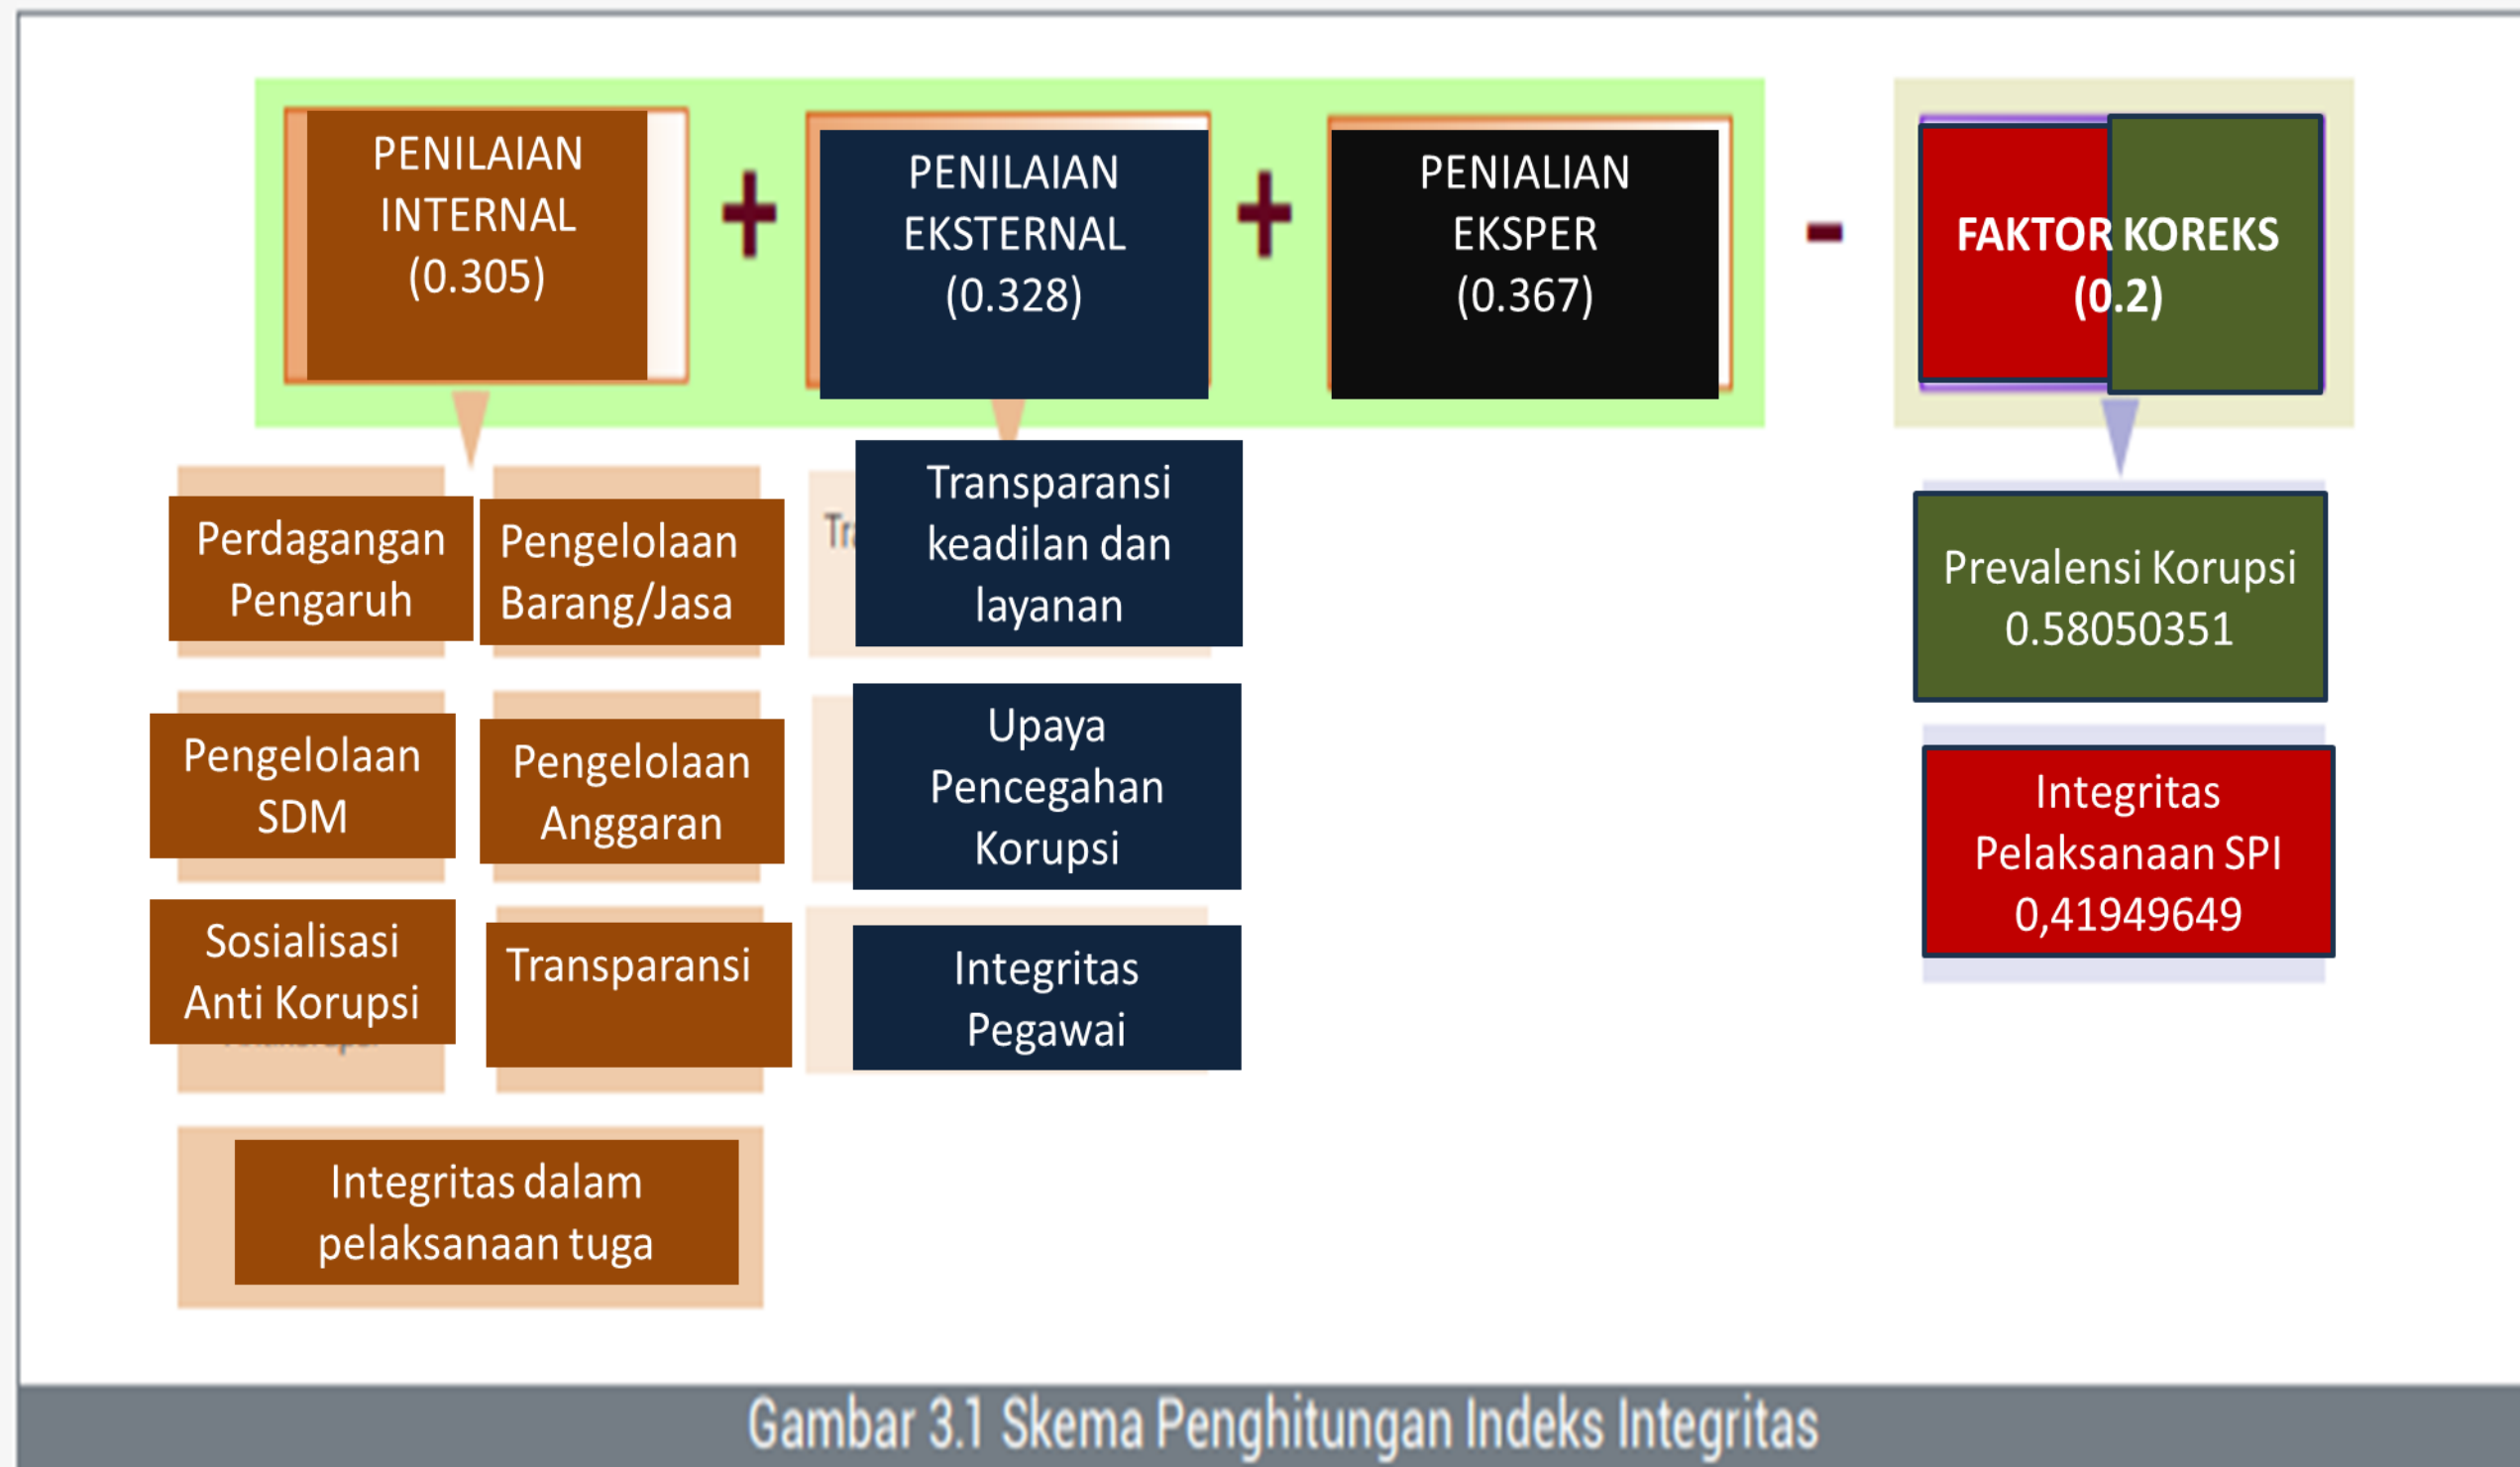 PENILAIAN
INTERNAL
(0.305)
+
PENILAIAN
EKSTERNAL
(0.328)
+
PENIALIAN
EKSPER
(0.367)
-
FAKTOR KOREKS
(0.2)
Perdagangan
Pengaruh
Pengelolaan
Barang/Jasa
Transparansi
keadilan dan
layanan
Prevalensi Korupsi
0.58050351
Pengelolaan
SDM
Pengelolaan
Anggaran
Upaya
Pencegahan
Korupsi
Integritas
Pelaksanaan SPI
0,41949649
Sosialisasi
Anti Korupsi
Transparansi
Integritas
Pegawai
Integritas dalam
pelaksanaan tuga
Gambar 3.1 Skema Penghitungan Indeks Integritas